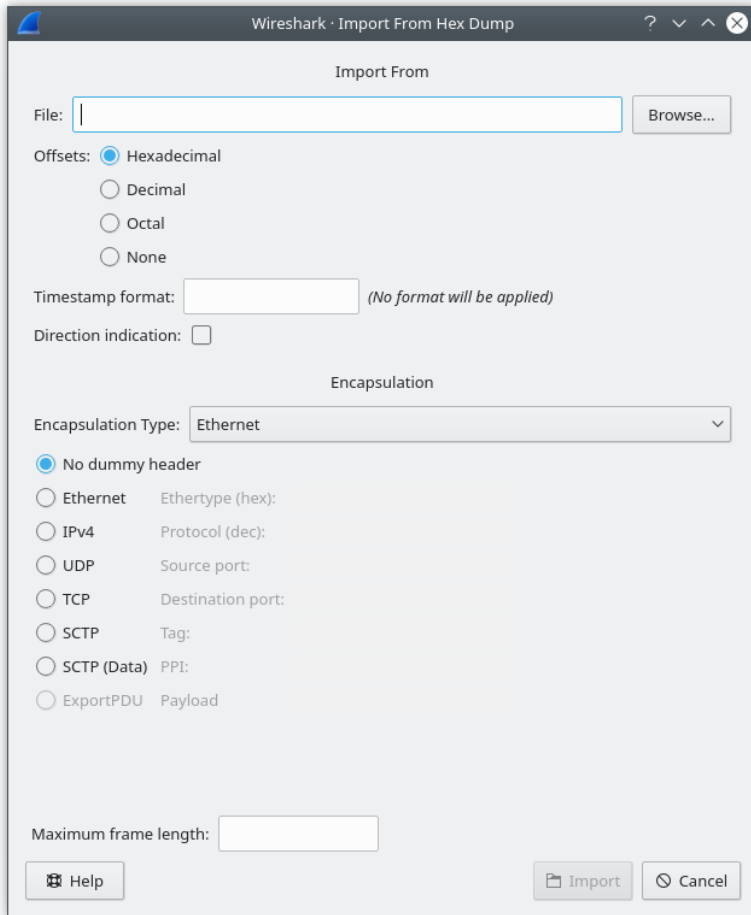 Wireshark · Import From Hex Dump
Import From
File: Browse...
Offsets: Hexadecimal
Decimal
Octal
None
Timestamp format: (No format will be applied)
Direction indication:
Encapsulation
Encapsulation Type: Ethernet
No dummy header
Ethernet Ethertype (hex):
IPv4 Protocol (dec):
UDP Source port:
TCP Destination port:
SCTP Tag:
SCTP (Data) PPI:
ExportPDU Payload
Maximum frame length:
Help Import Cancel